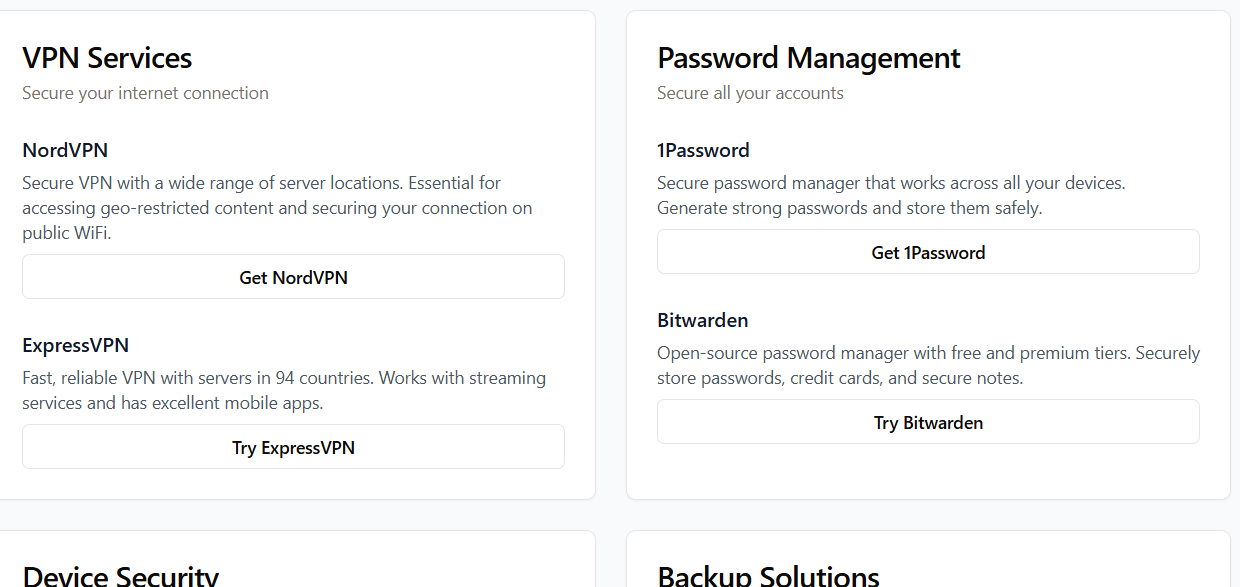 VPN Services
Secure your internet connection
NordVPN
Secure VPN with a wide range of server locations. Essential for
accessing geo-restricted content and securing your connection on
public WiFi.
Get NordVPN
ExpressVPN
Fast, reliable VPN with servers in 94 countries. Works with streaming
services and has excellent mobile apps.
Try ExpressVPN
Password Management
Secure all your accounts
1Password
Secure password manager that works across all your devices.
Generate strong passwords and store them safely.
Get 1Password
Bitwarden
Open-source password manager with free and premium tiers. Securely
store passwords, credit cards, and secure notes.
Try Bitwarden
Device Security
Backup Solutions